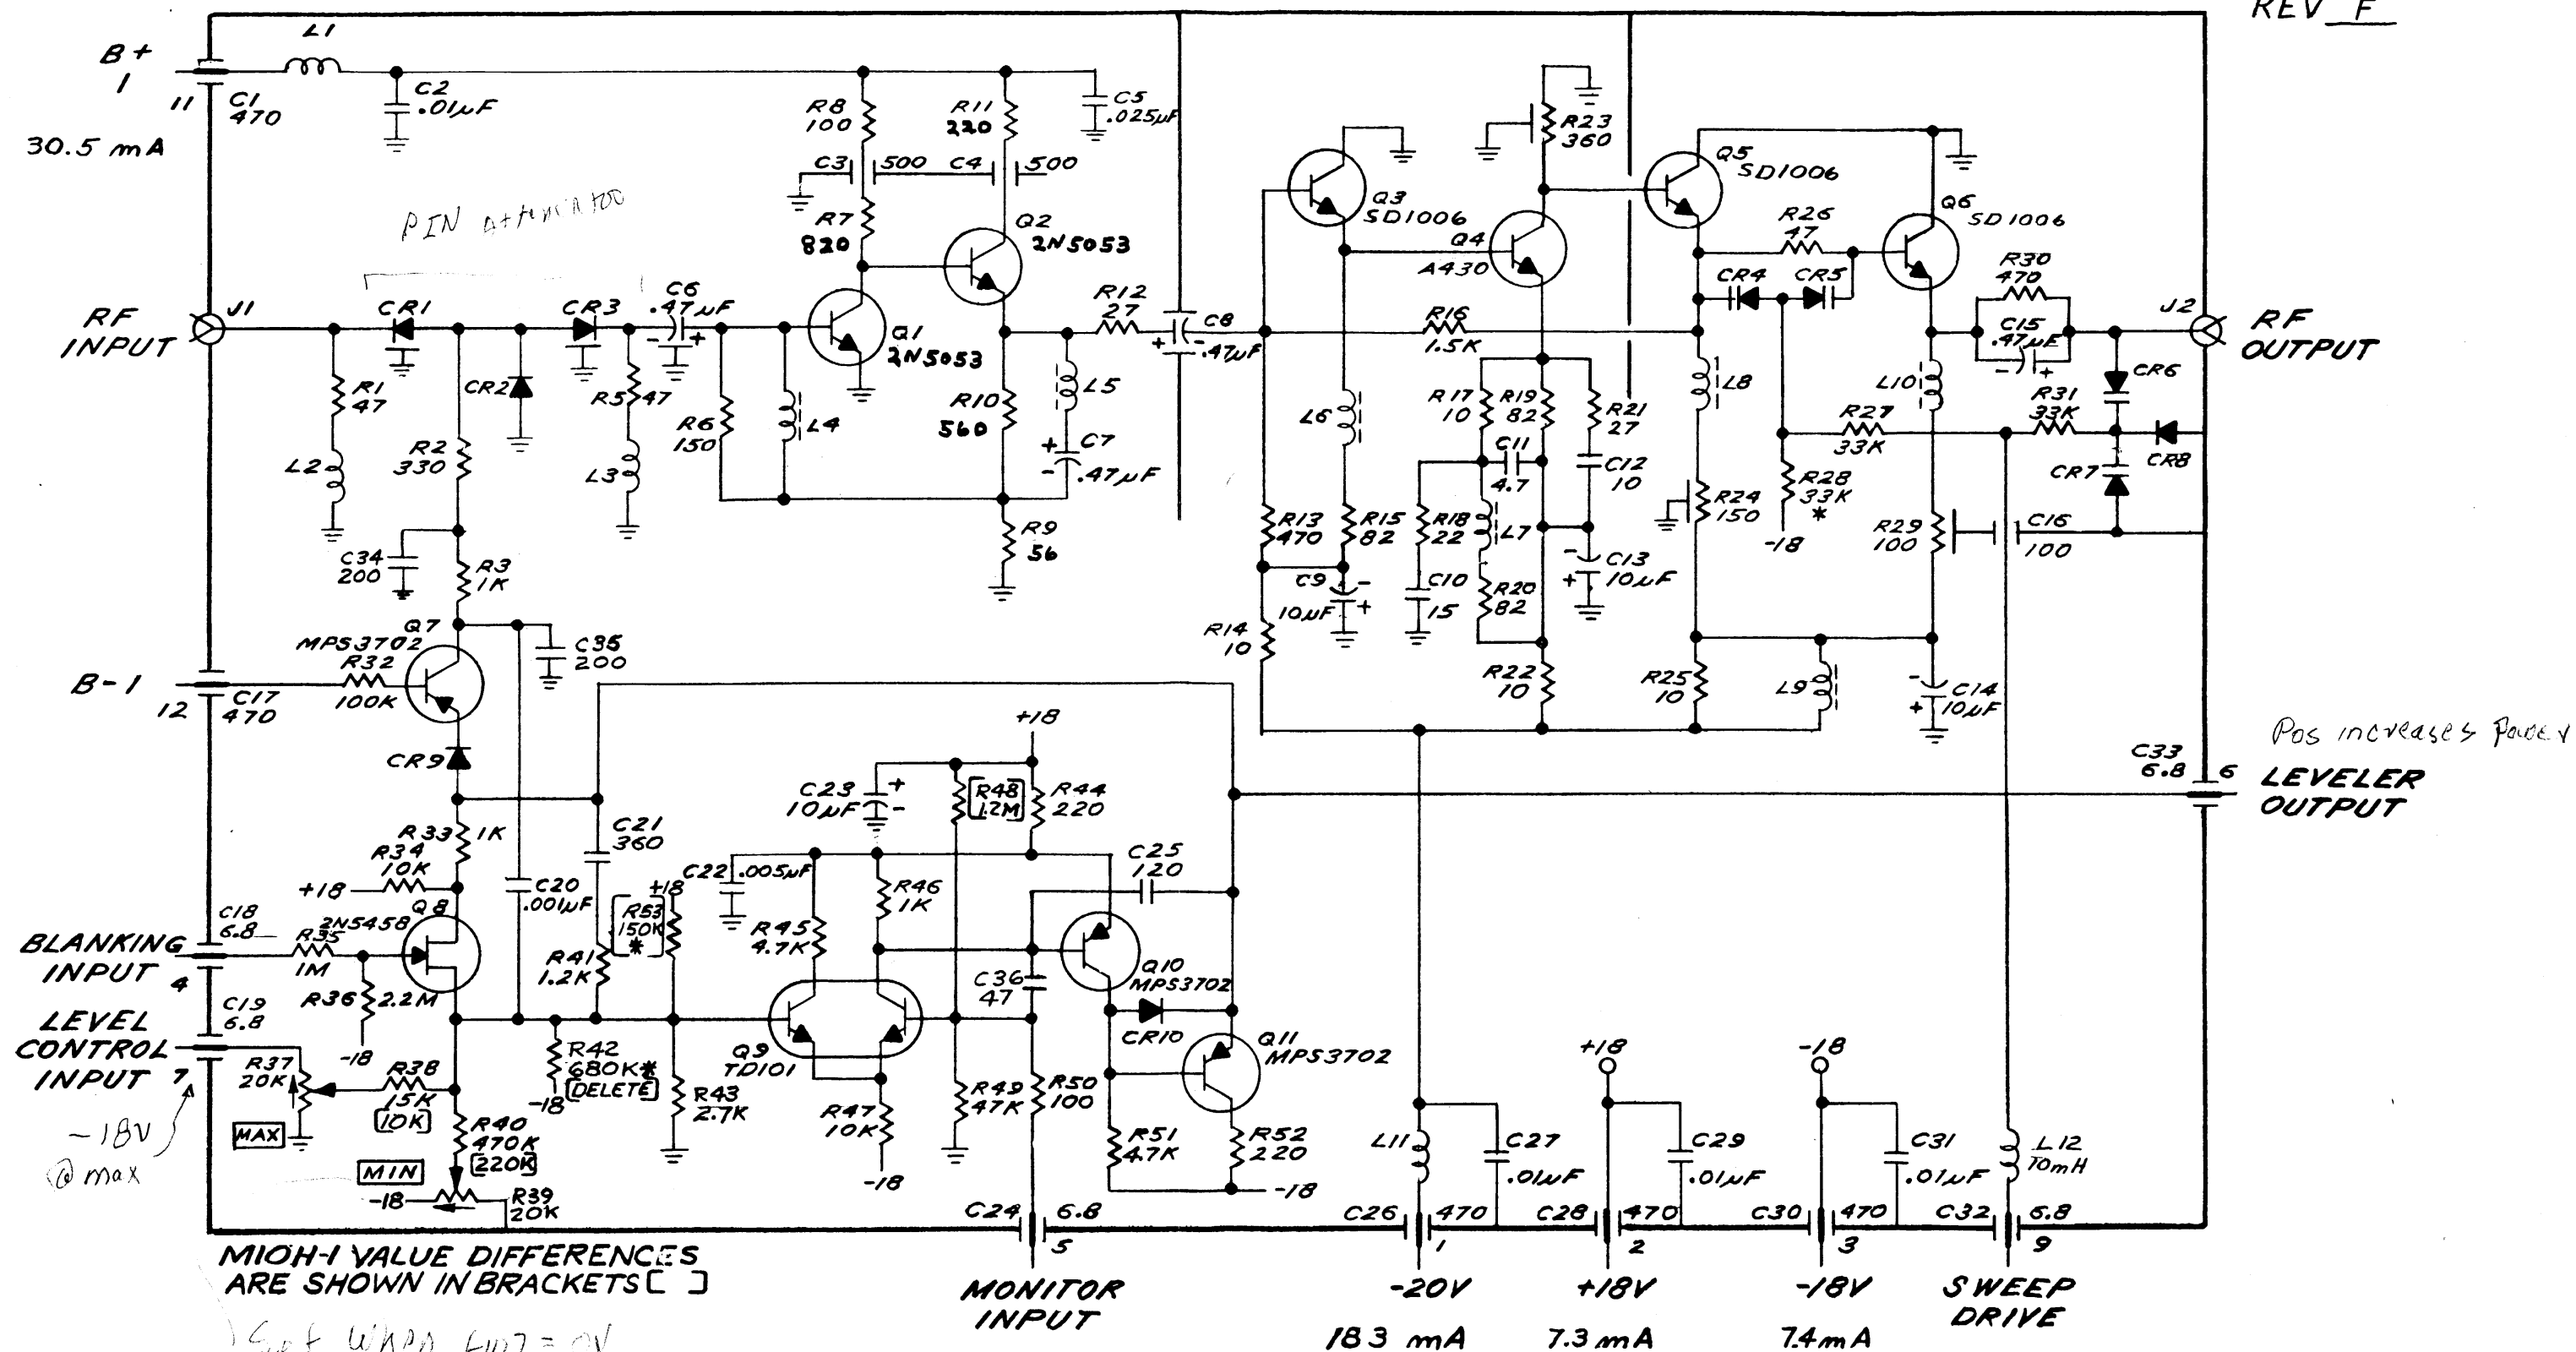 REV F
B+
1
11
C1
470
30.5 mA
L1
C2
.01µF
R8
100
R11
220
C5
.025µF
C3
500
C4
500
R7
820
Q2
2N5053
PIN
RF
INPUT
J1
CR1
CR3
C6
.47µF
- +
Q1
2N5053
R12
27
C8
+ -
.47µF
R1
47
CR2
R5
47
R6
150
L4
R10
560
L5
+
C7
-
.47µF
L2
R2
330
L3
R9
56
C34
200
R3
1K
Q3
SD1006
Q4
A430
R23
360
Q5
SD1006
Q6
SD1006
R26
47
CR4
CR5
R30
470
C15
.47µF
- +
J2
RF
OUTPUT
R16
1.5K
L6
R17
10
R19
82
R21
27
L8
L10
CR6
R31
33K
R27
33K
C11
4.7
C12
10
CR7
CR8
R28
33K
*
-18
R24
150
R29
100
C16
100
R13
470
R15
82
R18
22
L7
C9
10µF
-
+
C10
15
R20
82
-
C13
+
10µF
R14
10
R22
10
R25
10
L9
-
C14
+
10µF
Q7
MPS3702
R32
100K
C35
200
B-1
12
C17
470
CR9
Pos increases Power
C33
6.8
6
LEVELER
OUTPUT
+18
C23
10µF
+
-
[R48
1.2M]
R44
220
R33
1K
R34
10K
+18
C21
360
C20
.001µF
C22
.005µF
C25
120
R46
1K
R45
4.7K
+18
[R53
150K
*]
R41
1.2K
Q8
2N5458
C18
6.8
BLANKING
INPUT
4
R35
1M
R36
2.2M
-18
C19
6.8
LEVEL
CONTROL
INPUT
7
R37
20K
R38
15K
[10K]
MAX
-18V
@ max
R40
470K
[220K]
MIN
-18
R39
20K
R42
680K*
[DELETE]
-18
R43
2.7K
Q9
TD101
R47
10K
-18
R49
47K
R50
100
C36
47
Q10
MPS3702
CR10
Q11
MPS3702
R51
4.7K
R52
220
-18
+18
-18
L11
C27
.01µF
C29
.01µF
C31
.01µF
L12
10mH
C24
6.8
5
C26
470
1
C28
470
2
C30
470
3
C32
6.8
9
M10H-1 VALUE DIFFERENCES
ARE SHOWN IN BRACKETS [ ]
MONITOR
INPUT
-20V
183 mA
+18V
7.3 mA
-18V
7.4 mA
SWEEP
DRIVE